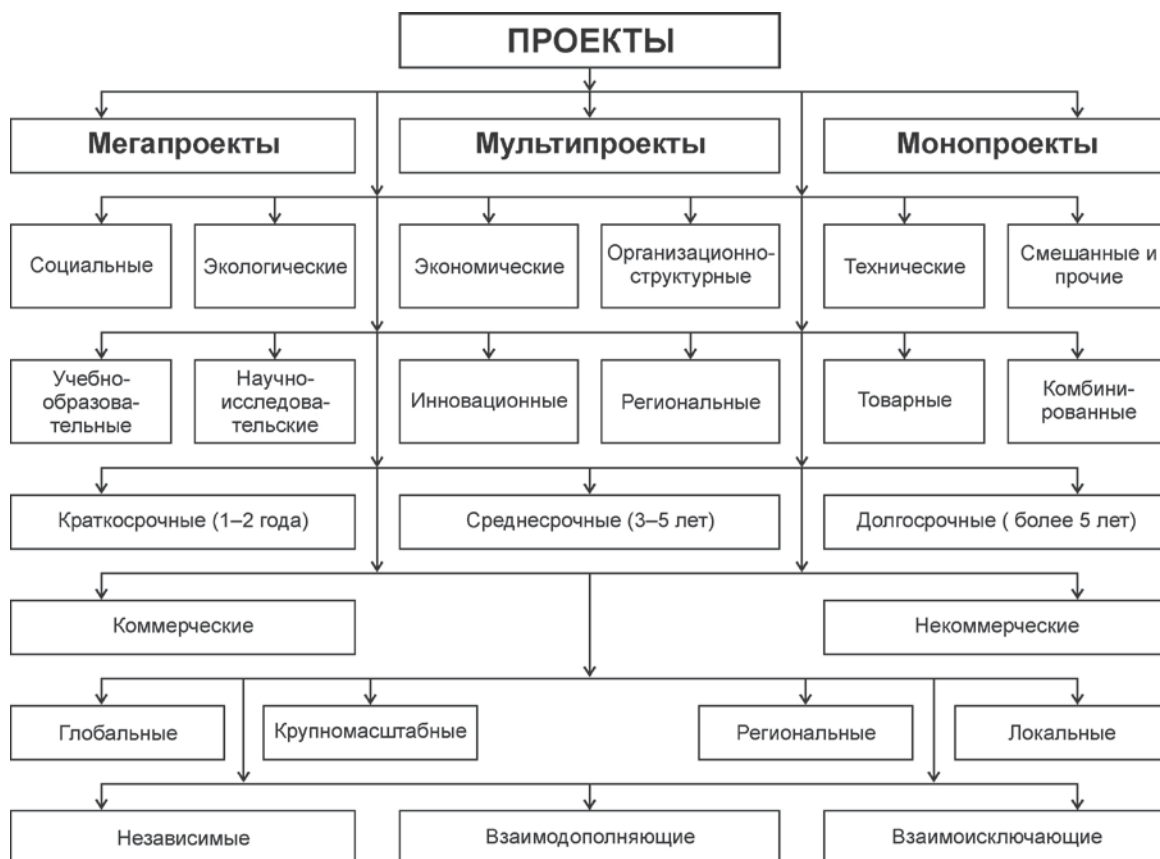 ПРОЕКТЫ
Мегапроекты
Мультипроекты
Монопроекты
Социальные
Экологические
Экономические
Организационно-
структурные
Технические
Смешанные и
прочие
Учебно-
образова-
тельные
Научно-
исследова-
тельские
Инновационные
Региональные
Товарные
Комбини-
рованные
Краткосрочные (1–2 года)
Среднесрочные (3–5 лет)
Долгосрочные ( более 5 лет)
Коммерческие
Некоммерческие
Глобальные
Крупномасштабные
Региональные
Локальные
Независимые
Взаимодополняющие
Взаимоисключающие